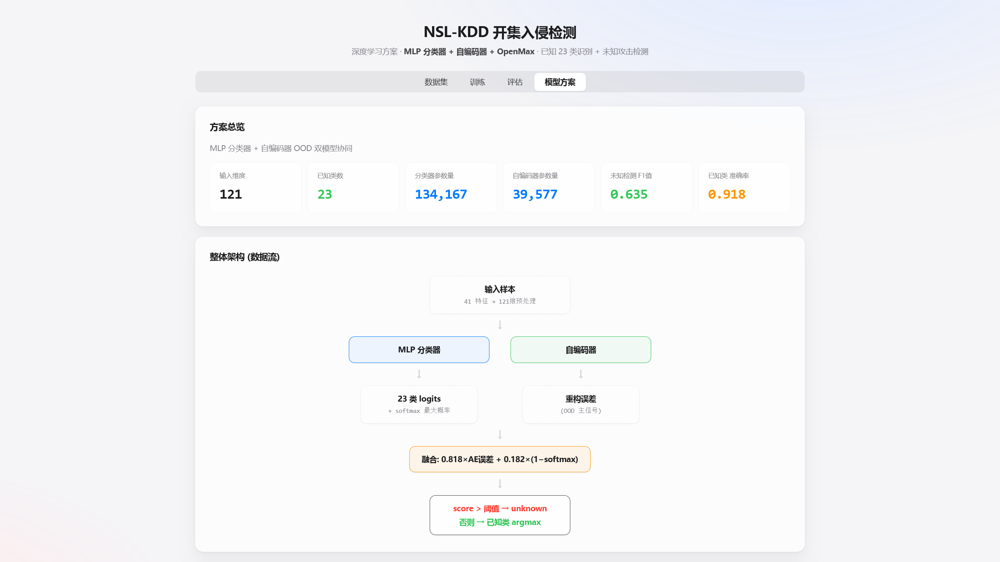 NSL-KDD 开集入侵检测
深度学习方案 · MLP 分类器 + 自编码器 + OpenMax · 已知 23 类识别 + 未知攻击检测
数据集 训练 评估 模型方案
方案总览
MLP 分类器 + 自编码器 OOD 双模型协同
输入维度 已知类数 分类器参数量 自编码器参数量 未知检测 F1值 已知类 准确率
121 23 134,167 39,577 0.635 0.918
整体架构 (数据流)
输入样本
41 特征 → 121维预处理
↓
MLP 分类器 自编码器
↓ ↓
23 类 logits 重构误差
+ softmax 最大概率 (OOD 主信号)
↓
融合: 0.818×AE误差 + 0.182×(1−softmax)
↓
score > 阈值 → unknown
否则 → 已知类 argmax